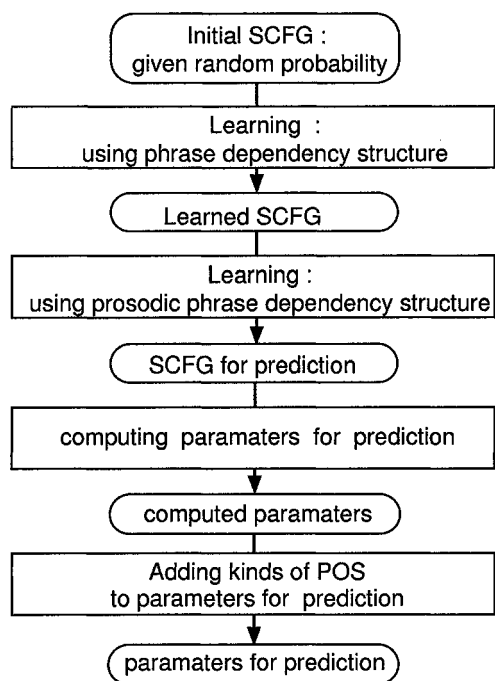 Initial SCFG :
given random probability
Learning :
using phrase dependency structure
Learned SCFG
Learning :
using prosodic phrase dependency structure
SCFG for prediction
computing paramaters for prediction
computed paramaters
Adding kinds of POS
to parameters for prediction
paramaters for prediction